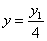 y = y₁/4